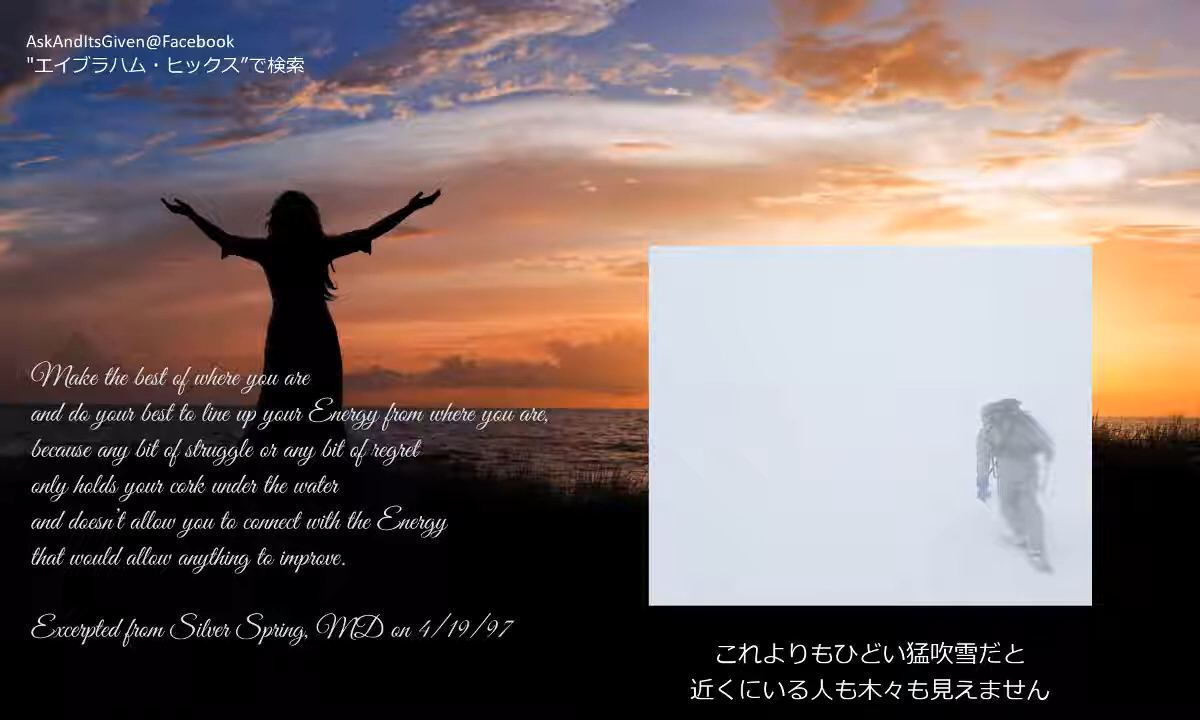 AskAndItsGiven@Facebook
"エイブラハム・ヒックス”で検索
Make the best of where you are
and do your best to line up your Energy from where you are,
because any bit of struggle or any bit of regret
only holds your cork under the water
and doesn't allow you to connect with the Energy
that would allow anything to improve.
Excerpted from Silver Spring, MD on 4/19/97
これよりもひどい猛吹雪だと
近くにいる人も木々も見えません